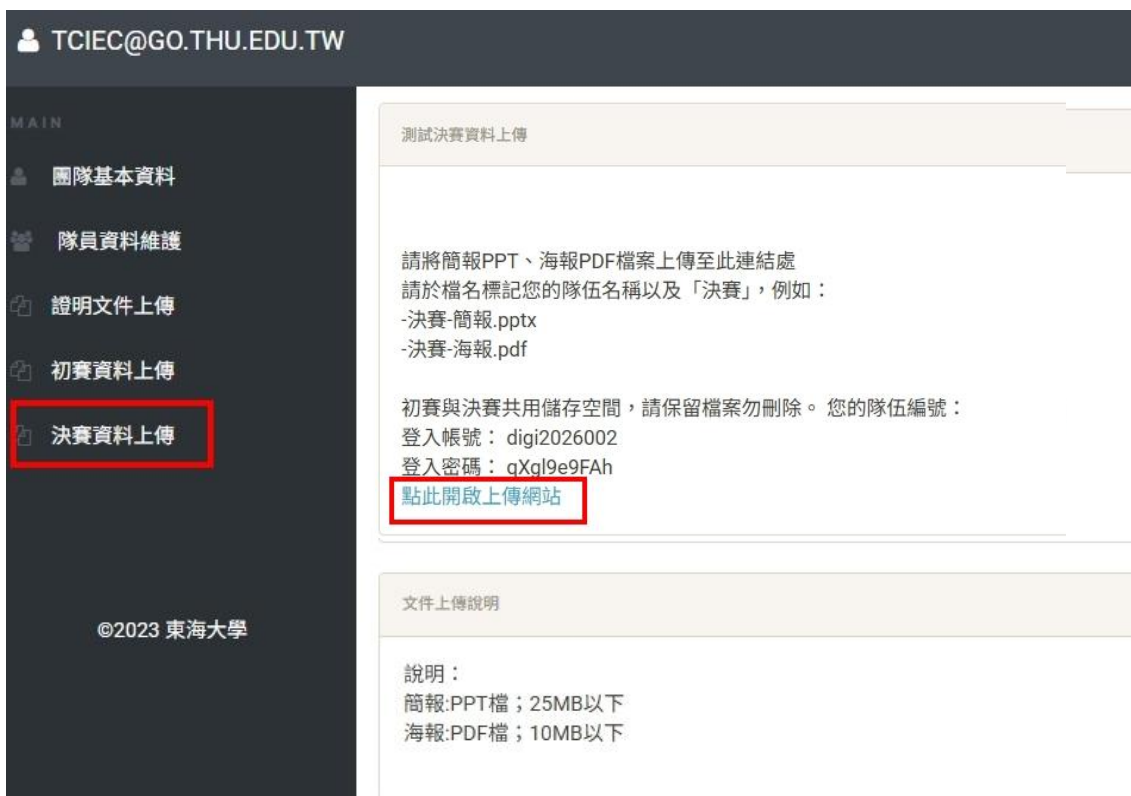 TCIEC@GO.THU.EDU.TW
MAIN
團隊基本資料
隊員資料維護
證明文件上傳
初賽資料上傳
決賽資料上傳
©2023 東海大學
測試決賽資料上傳
請將簡報PPT、海報PDF檔案上傳至此連結處
請於檔名標記您的隊伍名稱以及「決賽」，例如：
-決賽-簡報.pptx
-決賽-海報.pdf
初賽與決賽共用儲存空間，請保留檔案勿刪除。 您的隊伍編號：
登入帳號： digi2026002
登入密碼： qXgl9e9FAh
點此開啟上傳網站
文件上傳說明
說明：
簡報:PPT檔；25MB以下
海報:PDF檔；10MB以下